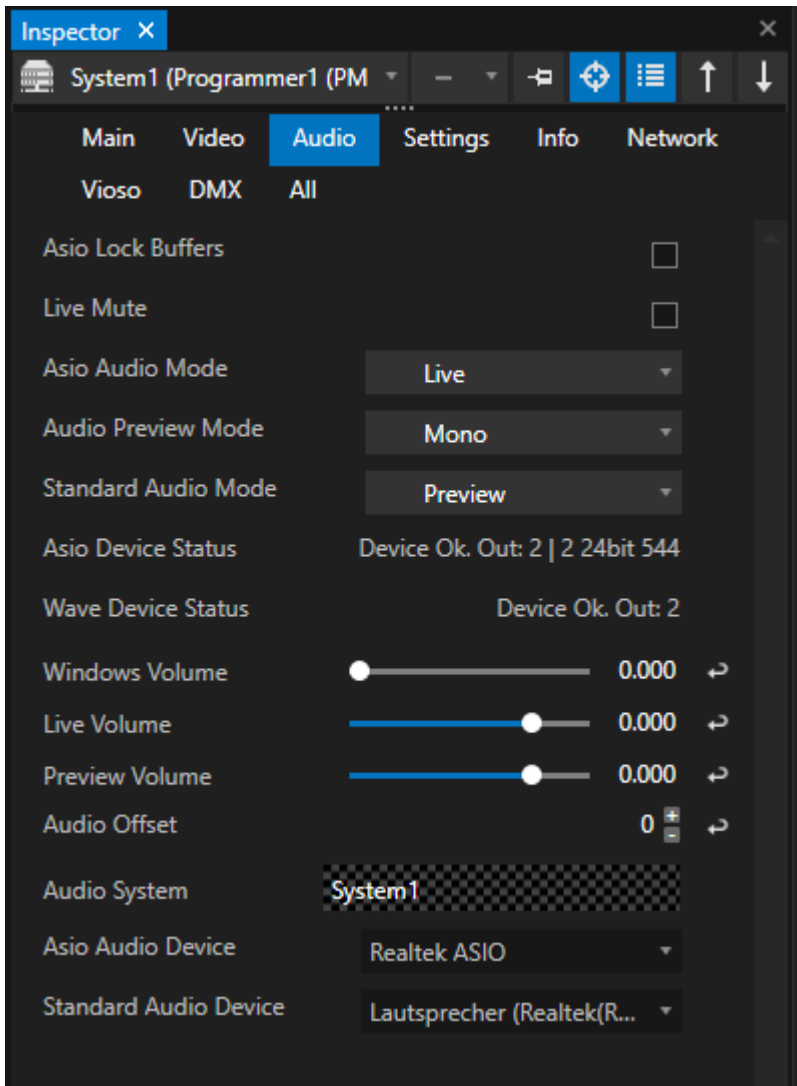 Inspector
System1 (Programmer1 (PM
Main Video Audio Settings Info Network
Vioso DMX All
Asio Lock Buffers
Live Mute
Asio Audio Mode Live
Audio Preview Mode Mono
Standard Audio Mode Preview
Asio Device Status Device Ok. Out: 2 | 2 24bit 544
Wave Device Status Device Ok. Out: 2
Windows Volume 0.000
Live Volume 0.000
Preview Volume 0.000
Audio Offset 0
Audio System System1
Asio Audio Device Realtek ASIO
Standard Audio Device Lautsprecher (Realtek(R...